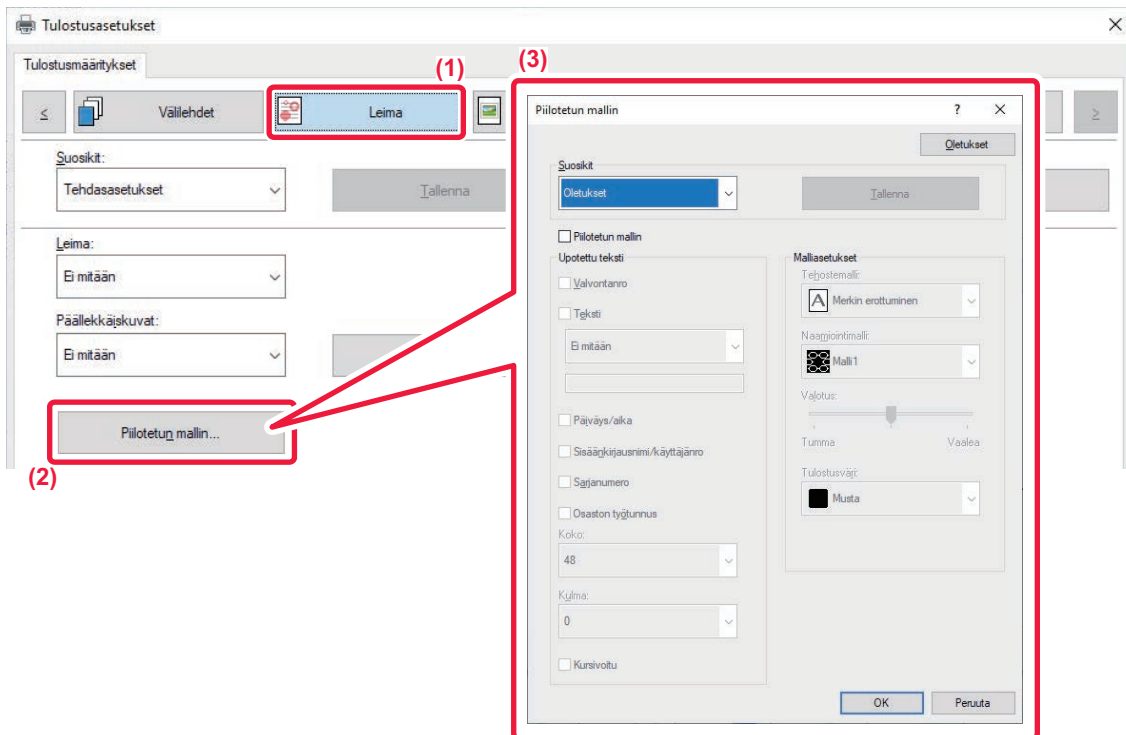 Tulostusasetukset
Tulostusmääritykset
(1)
(3)
≤
Välilehdet
Leima
≥
Suosikit:
Tehdasasetukset
Tallenna
Leima:
Ei mitään
Päällekkäiskuvat:
Ei mitään
Piilotetun mallin...
(2)
Piilotetun mallin
?
Oletukset
Suosikit
Oletukset
Tallenna
Piilotetun mallin
Upotettu teksti
Valvontanro
Teksti
Ei mitään
Päiväys/aika
Sisäänkirjausnimi/käyttäjänro
Sarjanumero
Osaston työtunnus
Koko:
48
Kulma:
0
Kursivoitu
Malliasetukset
Tehostemalli:
A Merkin erottuminen
Naamiointimalli:
Malli1
Valotus:
Tumma Vaalea
Tulostusväri:
Musta
OK
Peruuta